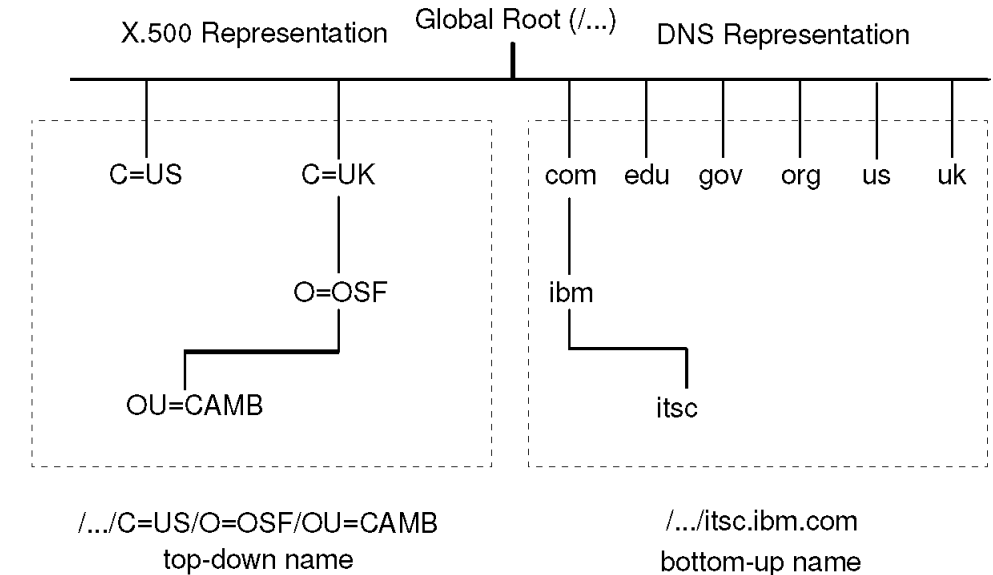 Global Root (/...)
X.500 Representation
DNS Representation
C=US
C=UK
com
edu
gov
org
us
uk
O=OSF
ibm
OU=CAMB
itsc
/.../C=US/O=OSF/OU=CAMB
top-down name
/.../itsc.ibm.com
bottom-up name